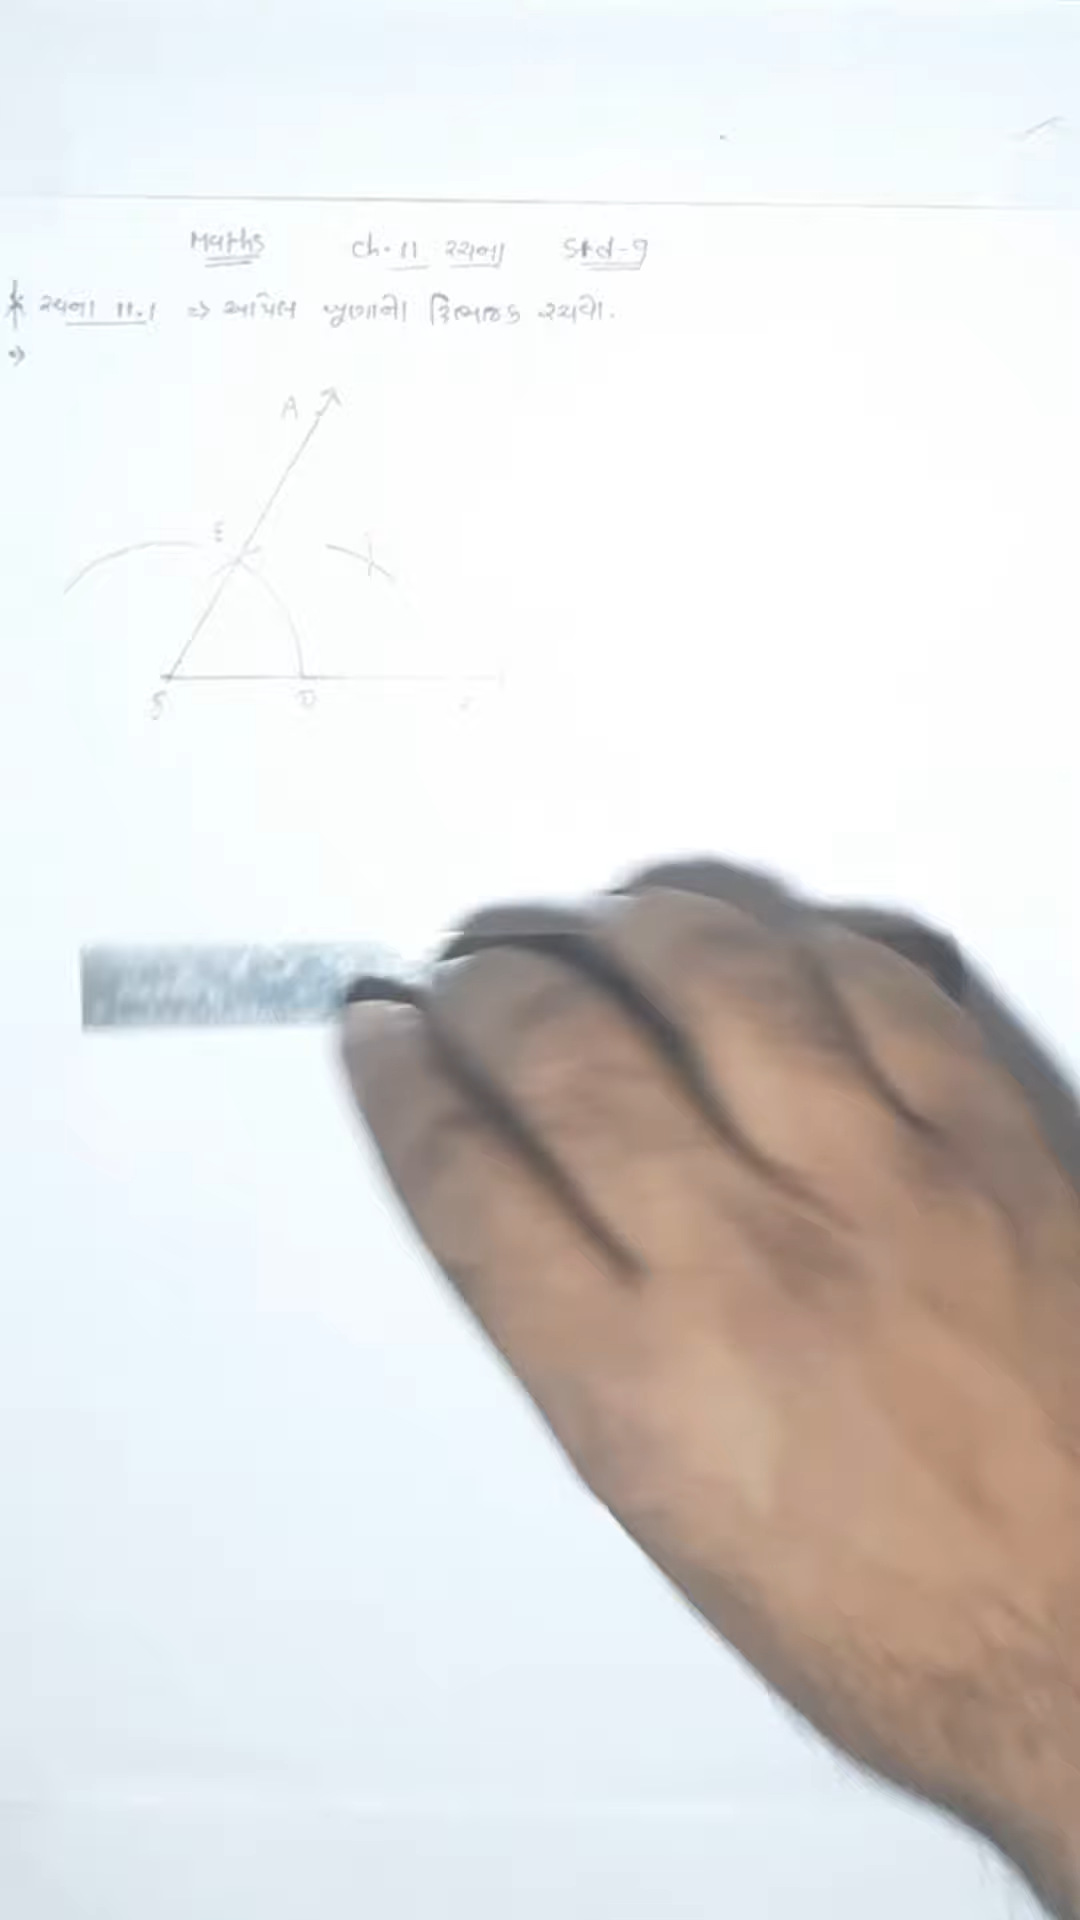 Maths ch.11 રચના Std-9
* રચના 11.1 ⇒ આપેલ ખૂણાનો દ્વિભાજક રચવો.
⇒
A
E
B D